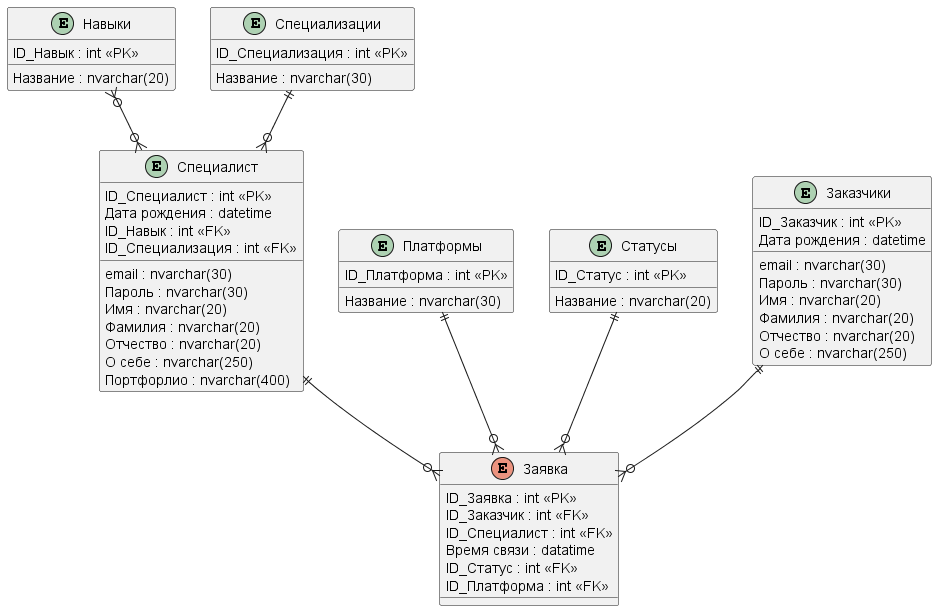 E Навыки
ID_Навык : int «PK»
Название : nvarchar(20)
E Специализации
ID_Специализация : int «PK»
Название : nvarchar(30)
E Специалист
ID_Специалист : int «PK»
Дата рождения : datetime
ID_Навык : int «FK»
ID_Специализация : int «FK»
email : nvarchar(30)
Пароль : nvarchar(30)
Имя : nvarchar(20)
Фамилия : nvarchar(20)
Отчество : nvarchar(20)
О себе : nvarchar(250)
Портфорлио : nvarchar(400)
E Платформы
ID_Платформа : int «PK»
Название : nvarchar(30)
E Статусы
ID_Статус : int «PK»
Название : nvarchar(20)
E Заказчики
ID_Заказчик : int «PK»
Дата рождения : datetime
email : nvarchar(30)
Пароль : nvarchar(30)
Имя : nvarchar(20)
Фамилия : nvarchar(20)
Отчество : nvarchar(20)
О себе : nvarchar(250)
E Заявка
ID_Заявка : int «PK»
ID_Заказчик : int «FK»
ID_Специалист : int «FK»
Время связи : datatime
ID_Статус : int «FK»
ID_Платформа : int «FK»